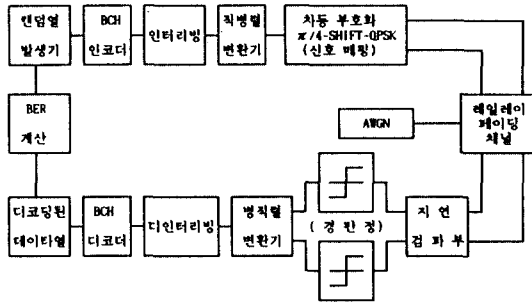 랜덤열
발생기
BCH
인코더
인터리빙
직병렬
변환기
차동 부호화
π/4-SHIFT-QPSK
(신호 매핑)
BER
계산
AWGN
레일레이
페이딩
채널
디코딩된
데이타열
BCH
디코더
디인터리빙
병직렬
변환기
(경판정)
지 연
검 파 부